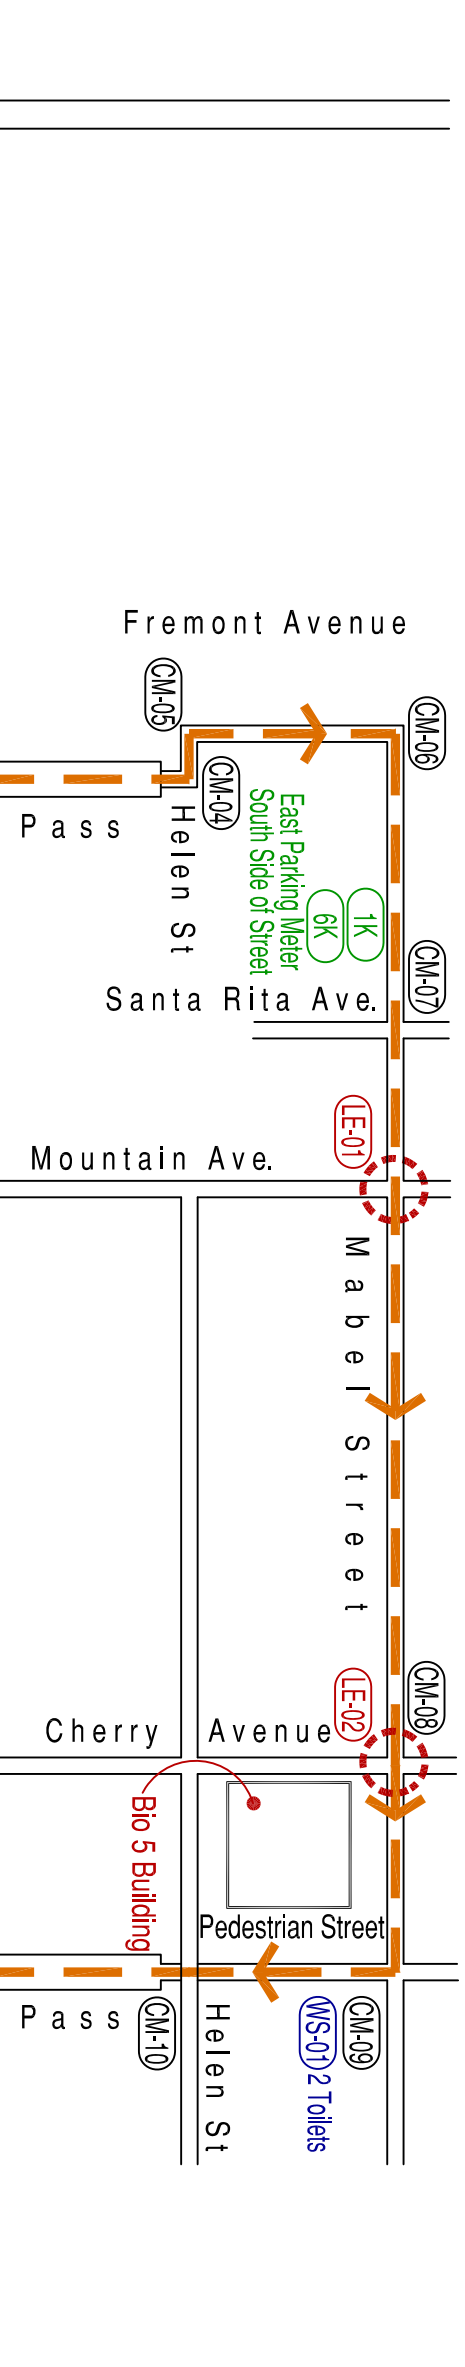 Fremont Avenue
CM-05
CM-06
CM-04
Pass
Helen St
East Parking Meter
South Side of Street
1K
6K
CM-07
Santa Rita Ave.
LE-01
Mountain Ave.
Mabel Street
CM-08
LE-02
Cherry Avenue
Bio 5 Building
Pedestrian Street
Pass
CM-10
Helen St
CM-09
WS-01 2 Toilets